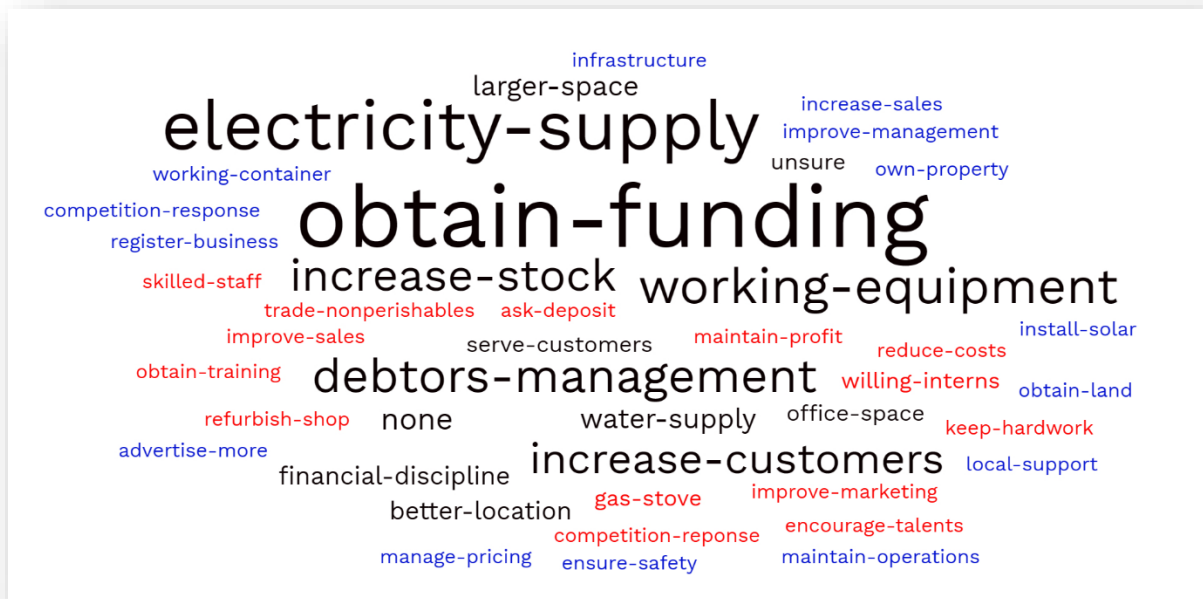 infrastructure
larger-space
electricity-supply
increase-sales
improve-management
unsure
own-property
working-container
obtain-funding
competition-response
register-business
increase-stock
working-equipment
skilled-staff
trade-nonperishables
ask-deposit
install-solar
improve-sales
serve-customers
maintain-profit
reduce-costs
obtain-training
debtors-management
willing-interns
obtain-land
refurbish-shop
none
water-supply
office-space
keep-hardwork
advertise-more
increase-customers
local-support
financial-discipline
gas-stove
improve-marketing
better-location
encourage-talents
competition-reponse
manage-pricing
ensure-safety
maintain-operations